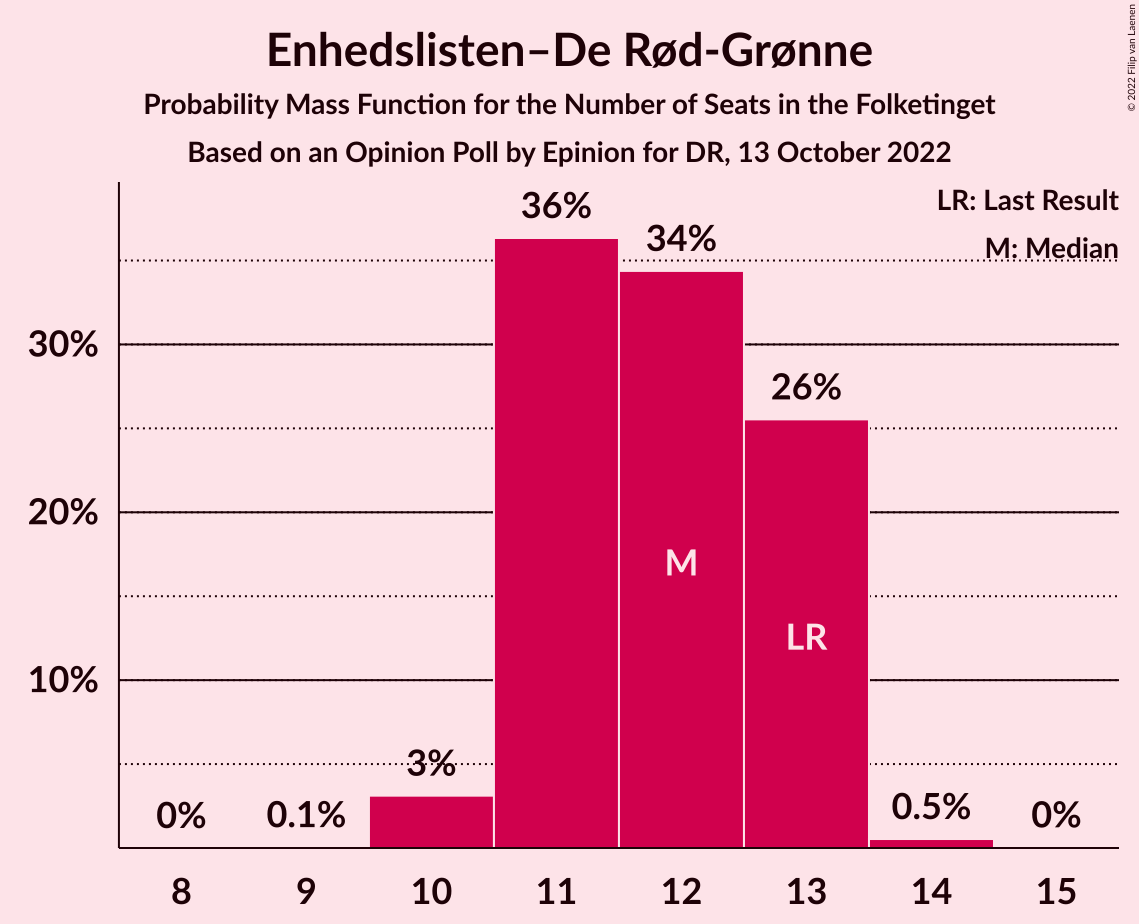 Enhedslisten–De Rød-Grønne
Probability Mass Function for the Number of Seats in the Folketinget
Based on an Opinion Poll by Epinion for DR, 13 October 2022
© 2022 Filip van Laenen
LR: Last Result
M: Median
36%
34%
30%
26%
20%
M
LR
10%
3%
0%
0.1%
0.5%
0%
8
9
10
11
12
13
14
15